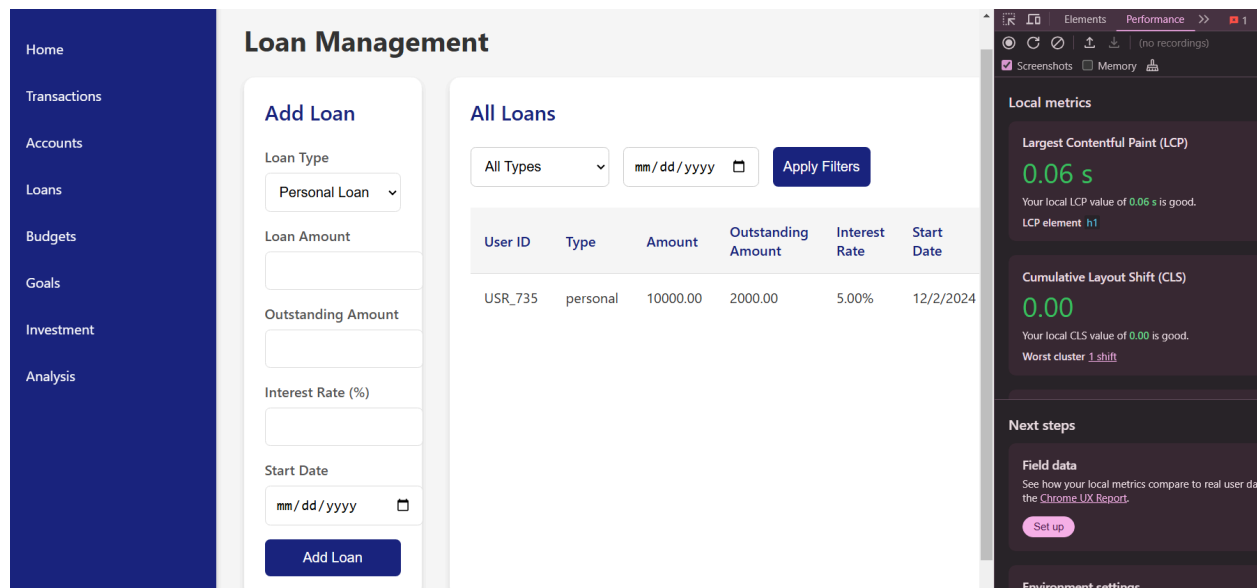 Home
Transactions
Accounts
Loans
Budgets
Goals
Investment
Analysis
Loan Management
Add Loan
Loan Type
Personal Loan
Loan Amount
Outstanding Amount
Interest Rate (%)
Start Date
mm/dd/yyyy
Add Loan
All Loans
All Types mm/dd/yyyy Apply Filters
User ID Type Amount Outstanding Amount Interest Rate Start Date
USR_735 personal 10000.00 2000.00 5.00% 12/2/2024
Elements Performance 1
(no recordings)
Screenshots Memory
Local metrics
Largest Contentful Paint (LCP)
0.06 s
Your local LCP value of 0.06 s is good.
LCP element h1
Cumulative Layout Shift (CLS)
0.00
Your local CLS value of 0.00 is good.
Worst cluster 1 shift
Next steps
Field data
See how your local metrics compare to real user da
the Chrome UX Report.
Set up
Environment settings